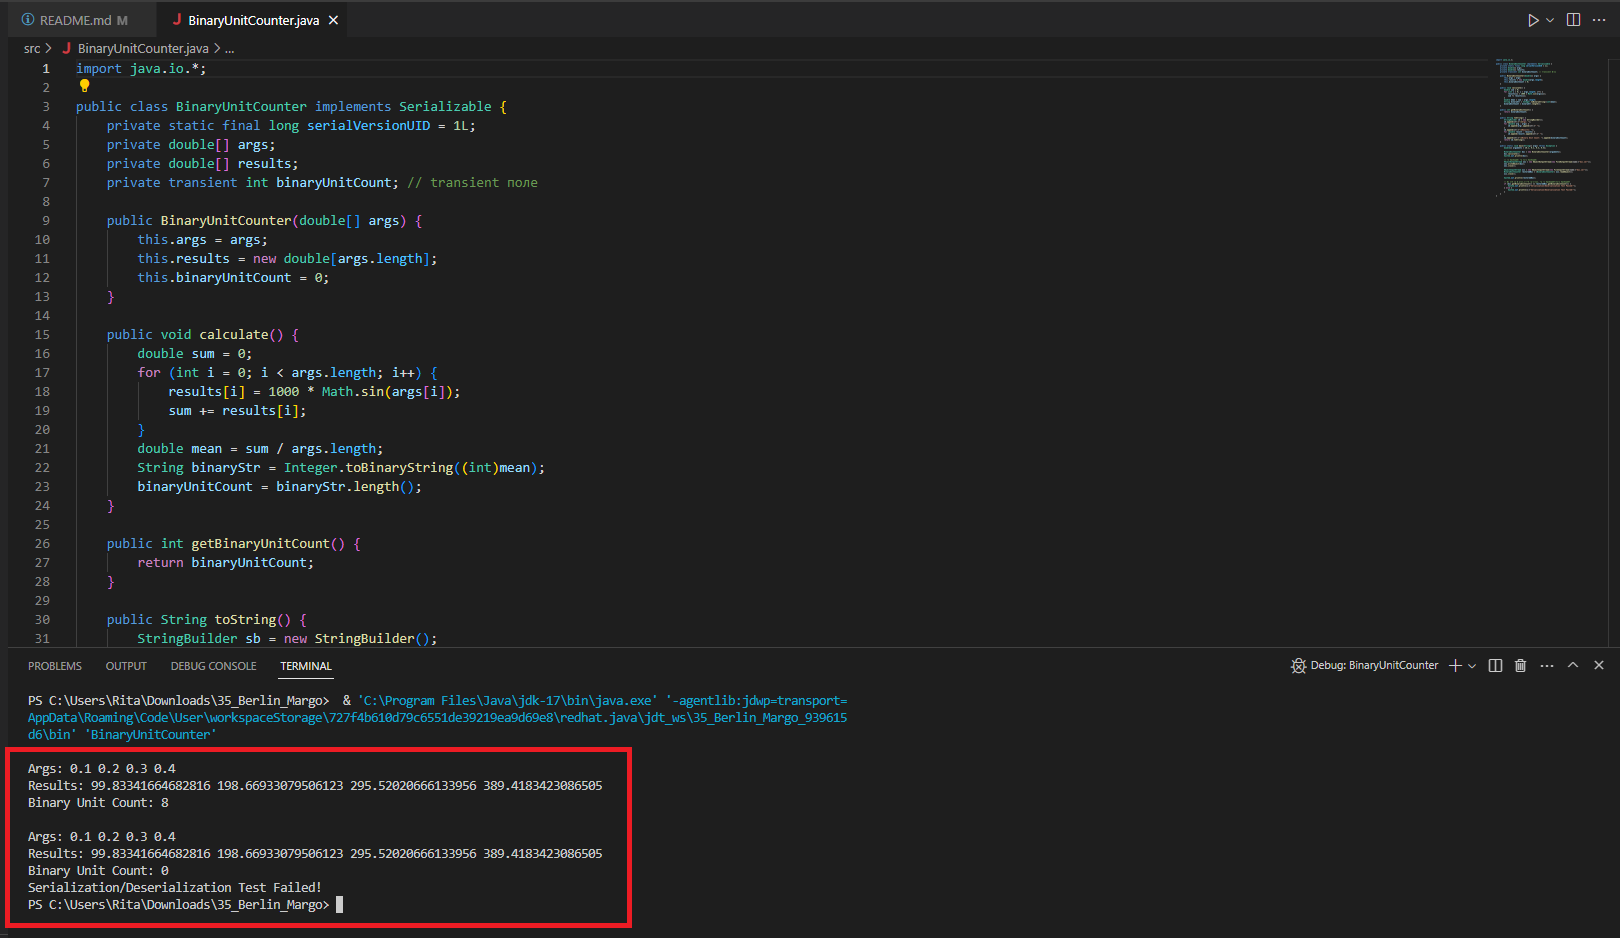 README.md M
BinaryUnitCounter.java
src > BinaryUnitCounter.java > ...
1 import java.io.*;
2
3 public class BinaryUnitCounter implements Serializable {
4 private static final long serialVersionUID = 1L;
5 private double[] args;
6 private double[] results;
7 private transient int binaryUnitCount; // transient поле
8
9 public BinaryUnitCounter(double[] args) {
10 this.args = args;
11 this.results = new double[args.length];
12 this.binaryUnitCount = 0;
13 }
14
15 public void calculate() {
16 double sum = 0;
17 for (int i = 0; i < args.length; i++) {
18 results[i] = 1000 * Math.sin(args[i]);
19 sum += results[i];
20 }
21 double mean = sum / args.length;
22 String binaryStr = Integer.toBinaryString((int)mean);
23 binaryUnitCount = binaryStr.length();
24 }
25
26 public int getBinaryUnitCount() {
27 return binaryUnitCount;
28 }
29
30 public String toString() {
31 StringBuilder sb = new StringBuilder();
PROBLEMS OUTPUT DEBUG CONSOLE TERMINAL
Debug: BinaryUnitCounter
PS C:\Users\Rita\Downloads\35_Berlin_Margo> & 'C:\Program Files\Java\jdk-17\bin\java.exe' '-agentlib:jdwp=transport=
AppData\Roaming\Code\User\workspaceStorage\727f4b610d79c6551de39219ea9d69e8\redhat.java\jdt_ws\35_Berlin_Margo_939615
d6\bin' 'BinaryUnitCounter'
Args: 0.1 0.2 0.3 0.4
Results: 99.83341664682816 198.66933079506123 295.52020666133956 389.4183423086505
Binary Unit Count: 8
Args: 0.1 0.2 0.3 0.4
Results: 99.83341664682816 198.66933079506123 295.52020666133956 389.4183423086505
Binary Unit Count: 0
Serialization/Deserialization Test Failed!
PS C:\Users\Rita\Downloads\35_Berlin_Margo>